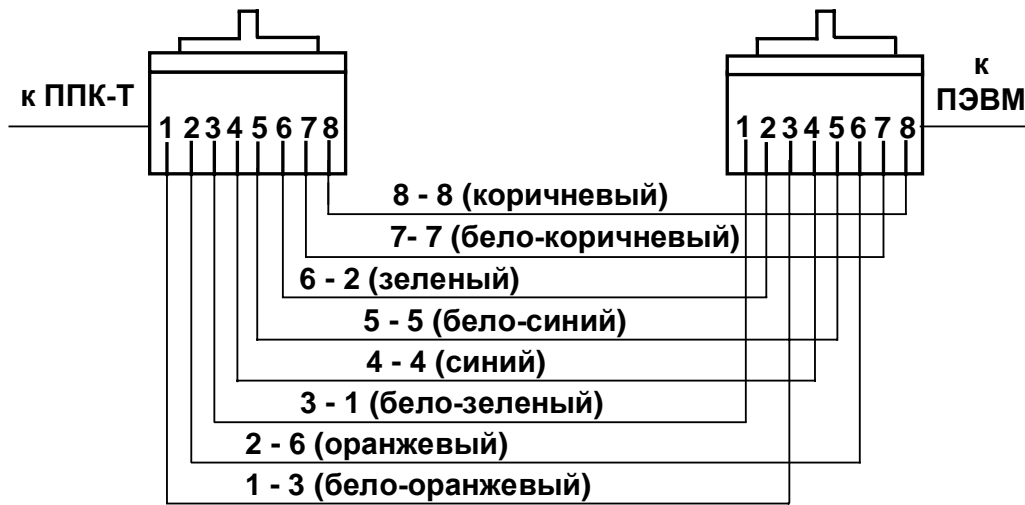 к ППК-Т
к
ПЭВМ
1 2 3 4 5 6 7 8
1 2 3 4 5 6 7 8
8 - 8 (коричневый)
7- 7 (бело-коричневый)
6 - 2 (зеленый)
5 - 5 (бело-синий)
4 - 4 (синий)
3 - 1 (бело-зеленый)
2 - 6 (оранжевый)
1 - 3 (бело-оранжевый)